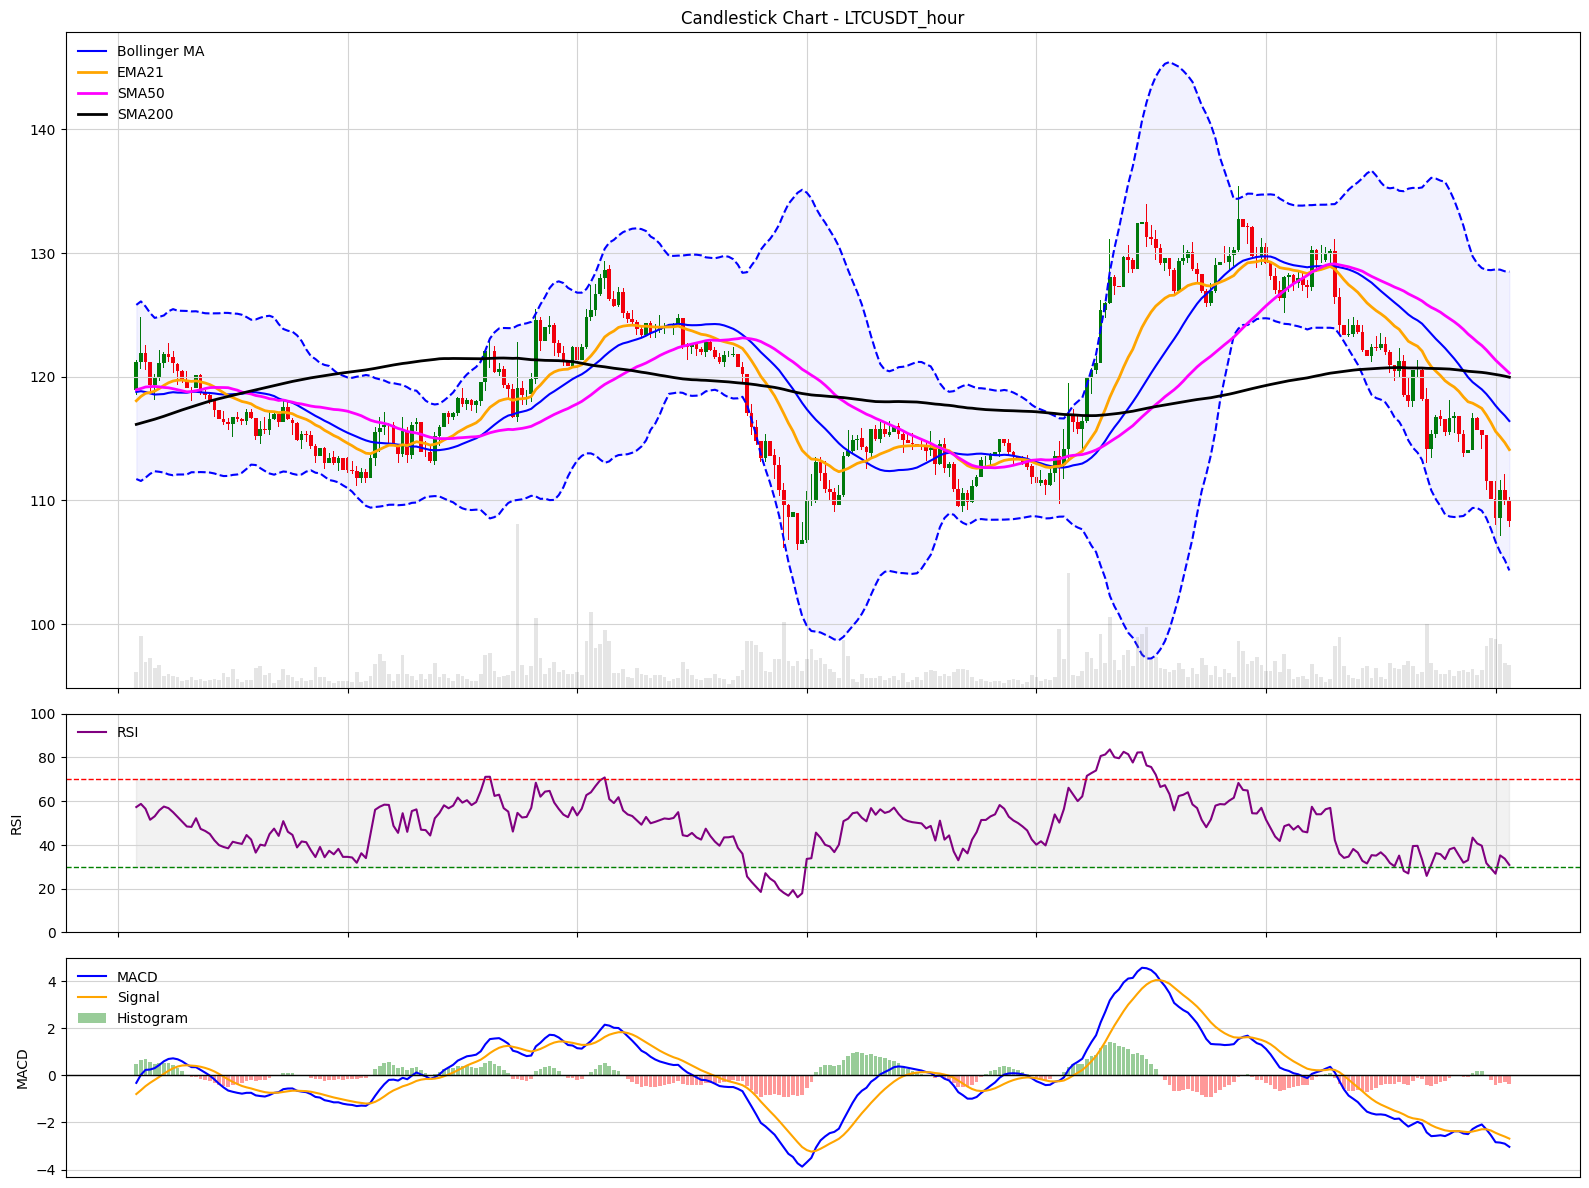 Candlestick Chart - LTCUSDT_hour
Bollinger MA
EMA21
SMA50
SMA200
140
130
120
110
100
RSI
100
80
60
40
20
0
RSI
MACD
Signal
Histogram
4
2
0
−2
−4
MACD